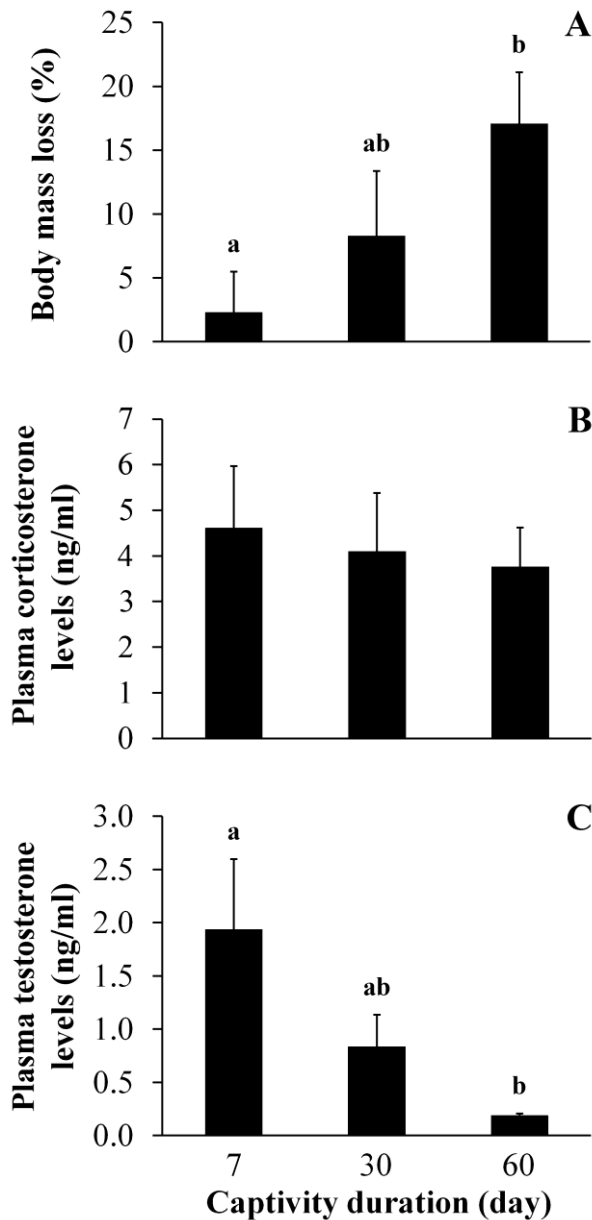 A
Body mass loss (%)
25
20
15
10
5
0
a
ab
b
B
Plasma corticosterone
levels (ng/ml)
7
6
5
4
3
2
1
0
C
Plasma testosterone
levels (ng/ml)
3.0
2.5
2.0
1.5
1.0
0.5
0.0
a
ab
b
7 30 60
Captivity duration (day)